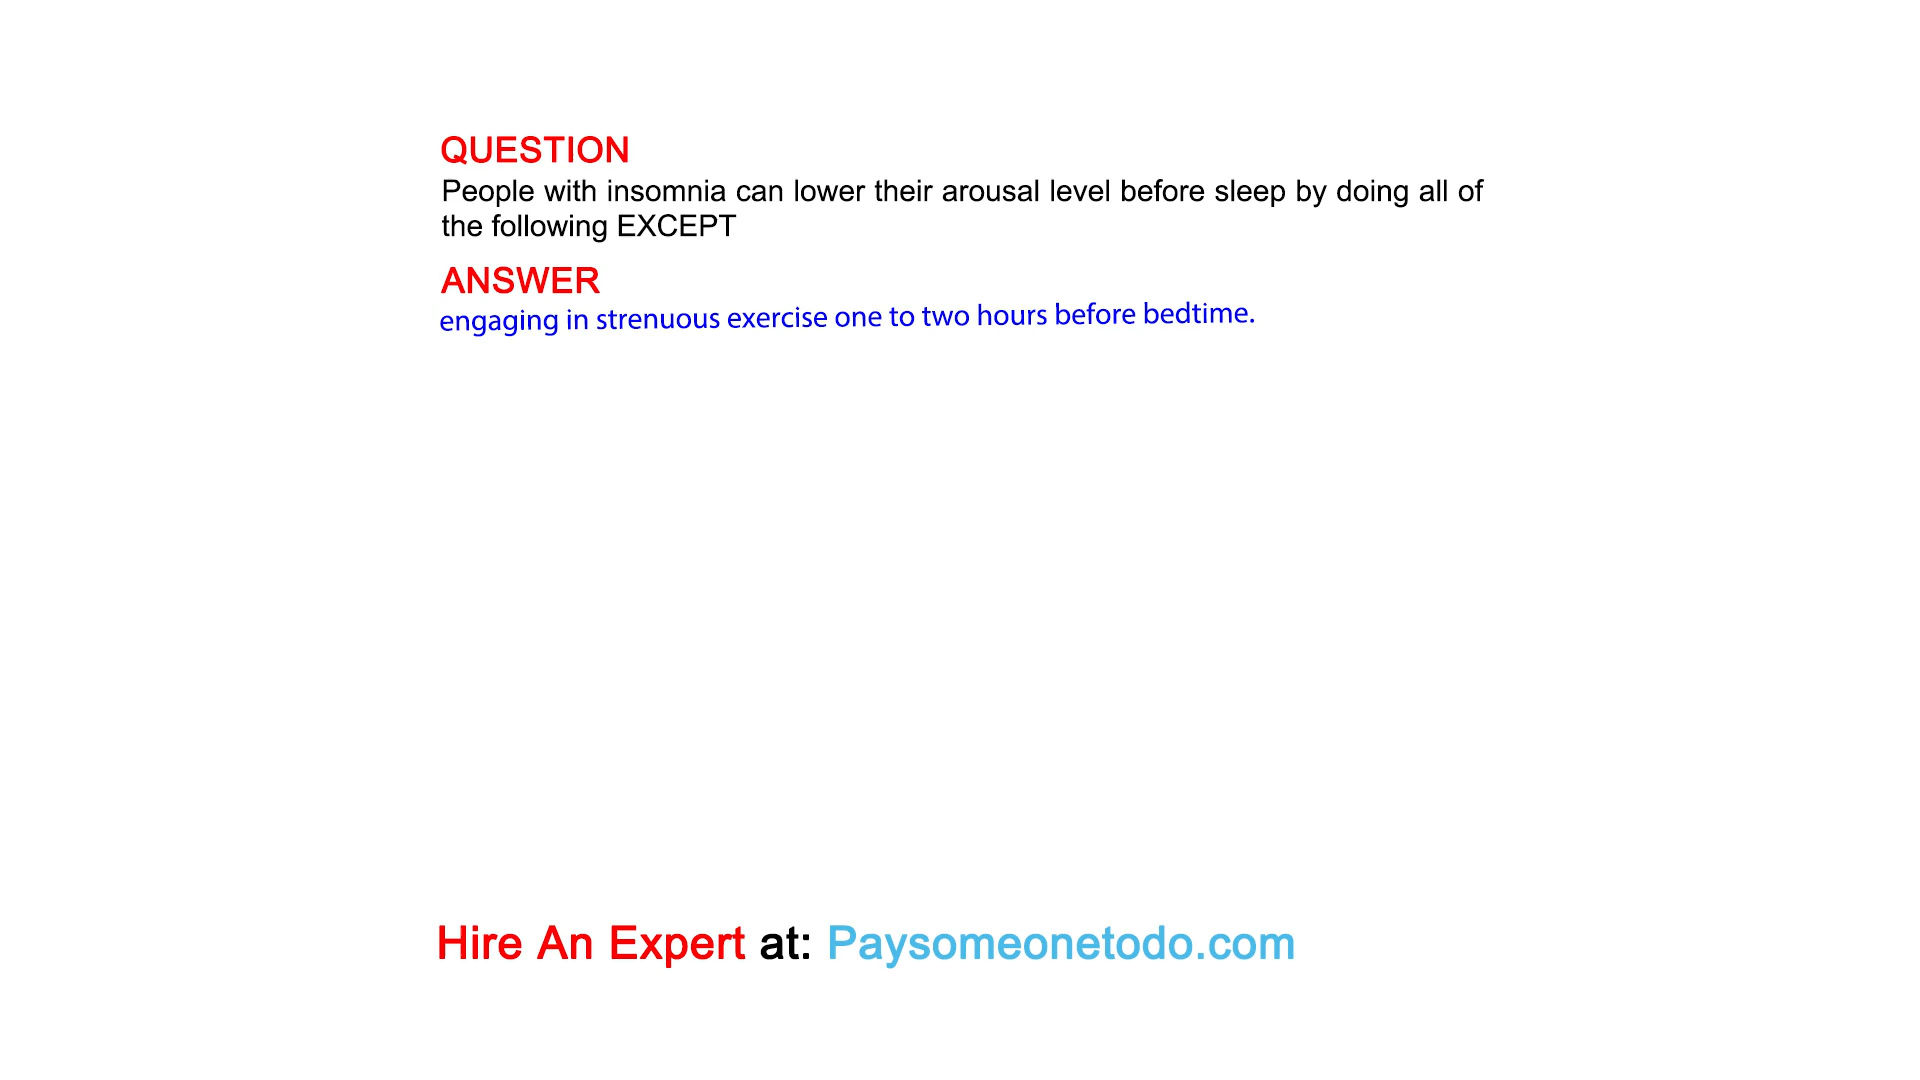 QUESTION
People with insomnia can lower their arousal level before sleep by doing all of
the following EXCEPT
ANSWER
engaging in strenuous exercise one to two hours before bedtime.
Hire An Expert at: Paysomeonetodo.com